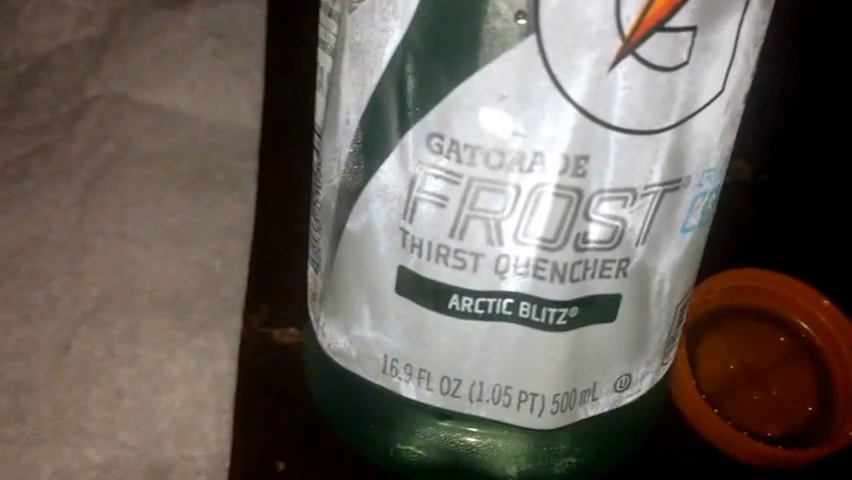 G
GATORADE
FROST®
THIRST QUENCHER
ARCTIC BLITZ®
16.9 FL OZ (1.05 PT) 500 mL U